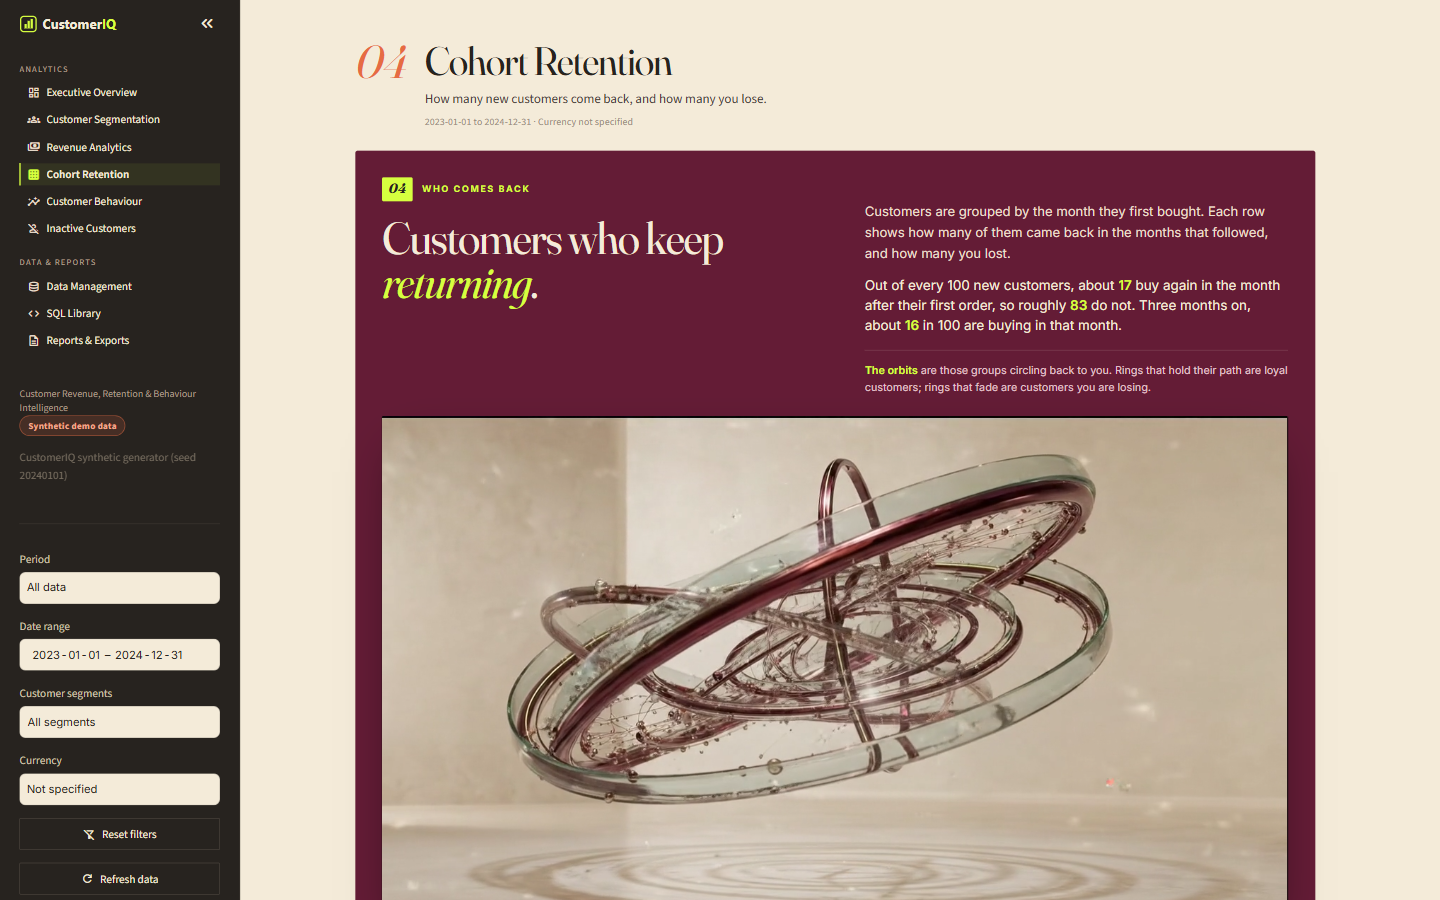 CustomerIQ
ANALYTICS
Executive Overview
Customer Segmentation
Revenue Analytics
Cohort Retention
Customer Behaviour
Inactive Customers
DATA & REPORTS
Data Management
SQL Library
Reports & Exports
Customer Revenue, Retention & Behaviour
Intelligence
Synthetic demo data
CustomerIQ synthetic generator (seed
20240101)
Period
All data
Date range
2023-01-01 – 2024-12-31
Customer segments
All segments
Currency
Not specified
Reset filters
Refresh data
04 Cohort Retention
How many new customers come back, and how many you lose.
2023-01-01 to 2024-12-31 · Currency not specified
04 WHO COMES BACK
Customers who keep
returning.
Customers are grouped by the month they first bought. Each row
shows how many of them came back in the months that followed,
and how many you lost.
Out of every 100 new customers, about 17 buy again in the month
after their first order, so roughly 83 do not. Three months on,
about 16 in 100 are buying in that month.
The orbits are those groups circling back to you. Rings that hold their path are loyal
customers; rings that fade are customers you are losing.